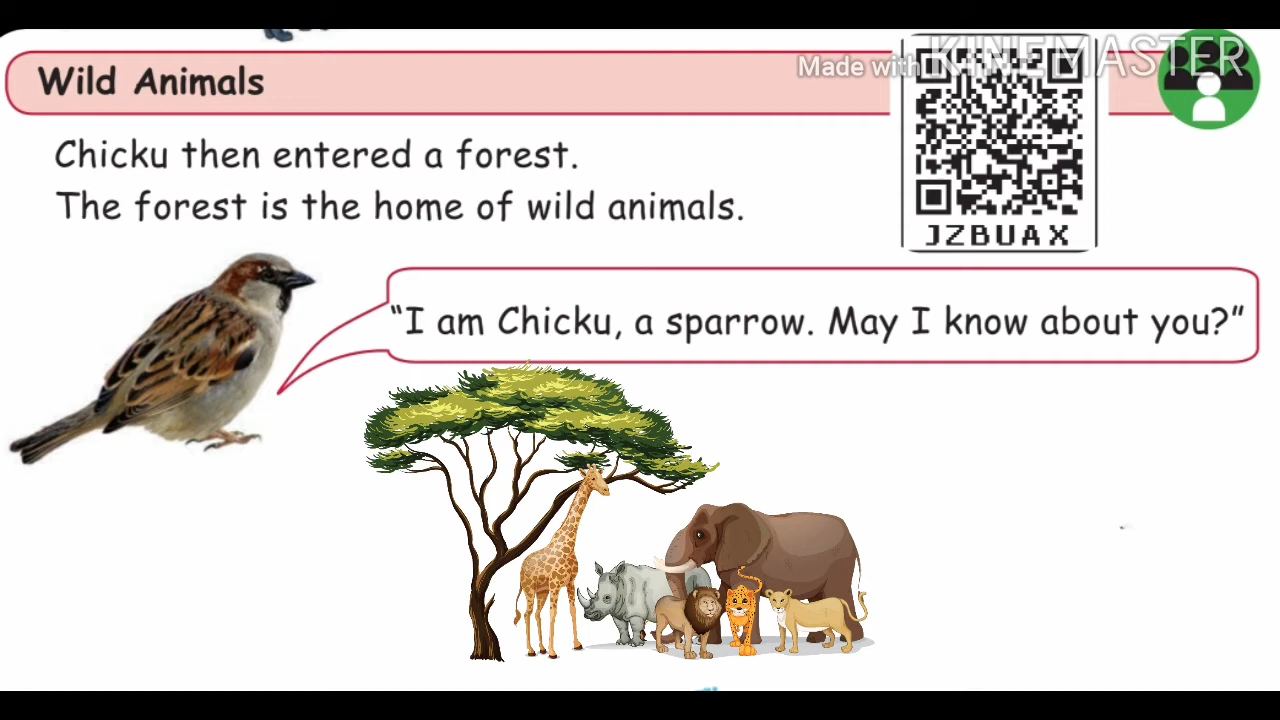 Made with KINEMASTER
Wild Animals
Chicku then entered a forest.
The forest is the home of wild animals.
JZBUAX
“I am Chicku, a sparrow. May I know about you?”